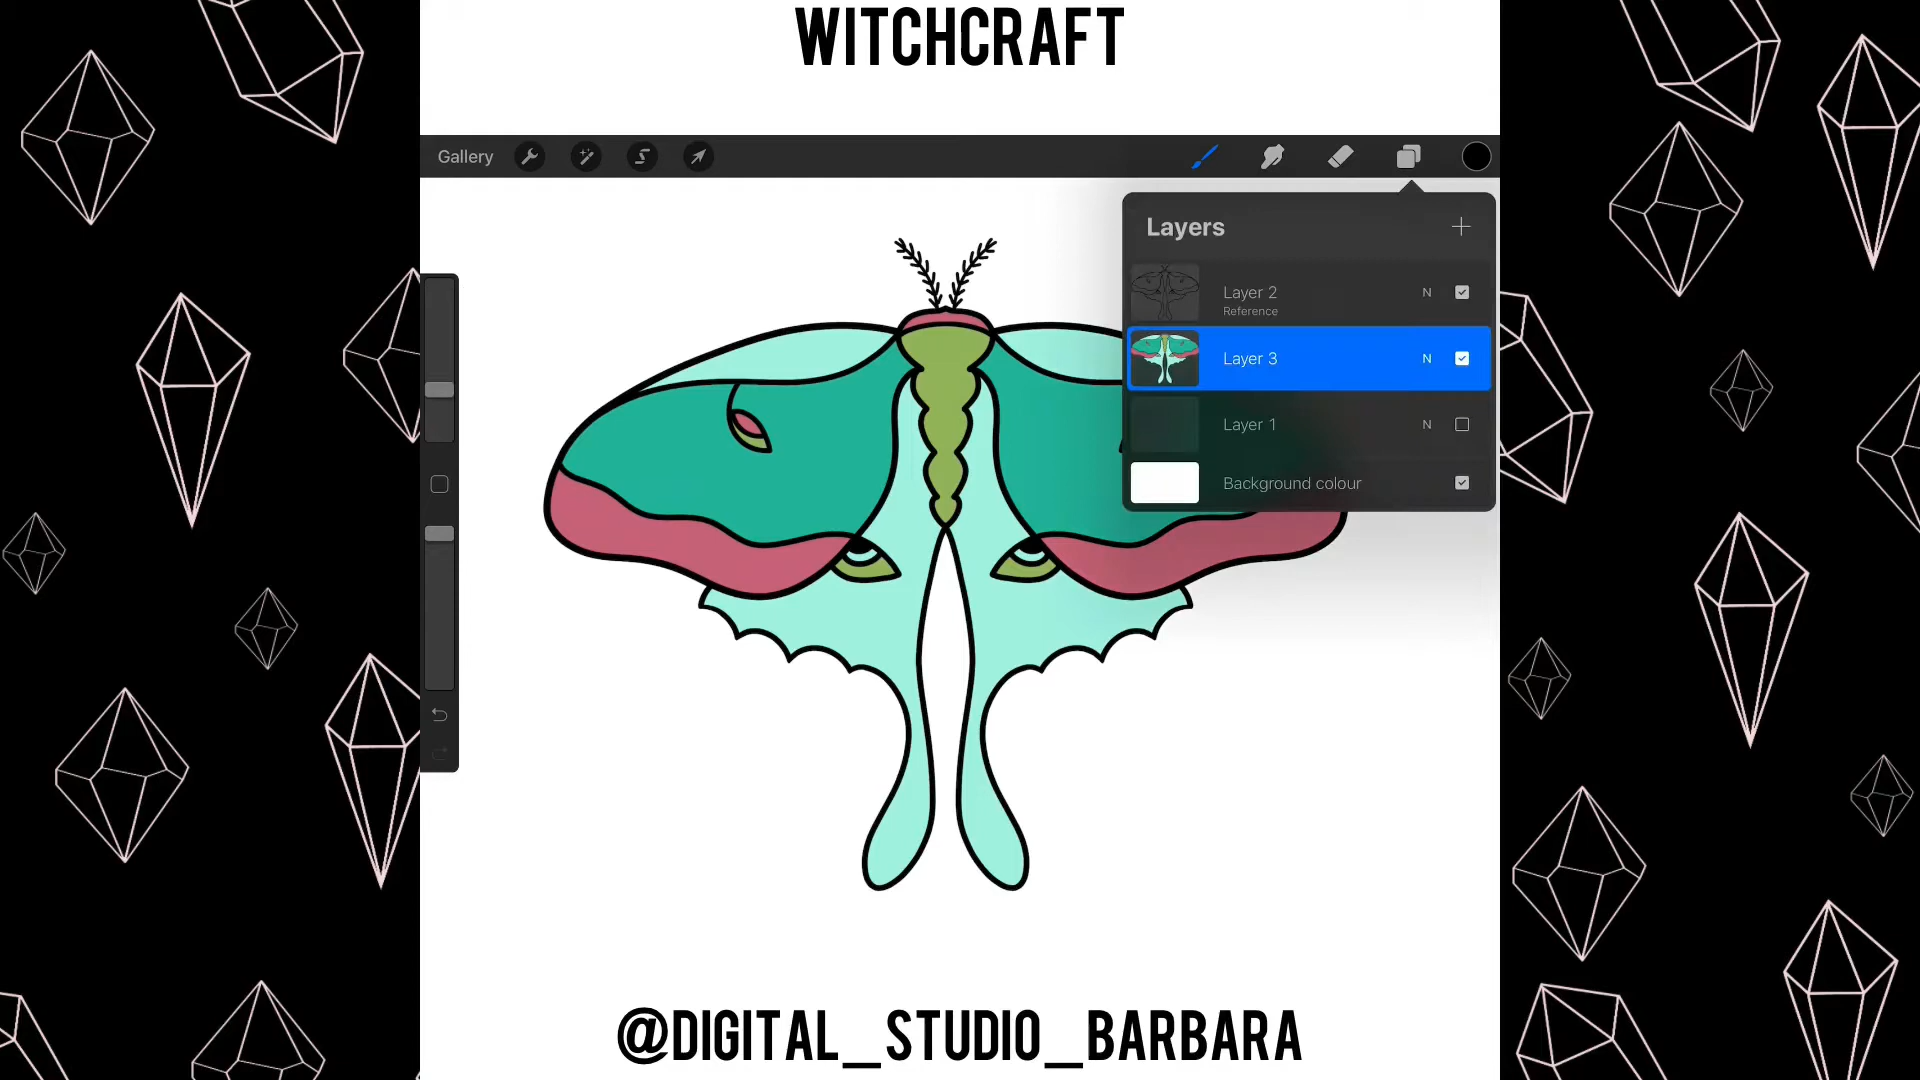 WITCHCRAFT
Gallery
Layers
Layer 2 N
Reference
Layer 3 N
Layer 1 N
Background colour
@DIGITAL_STUDIO_BARBARA